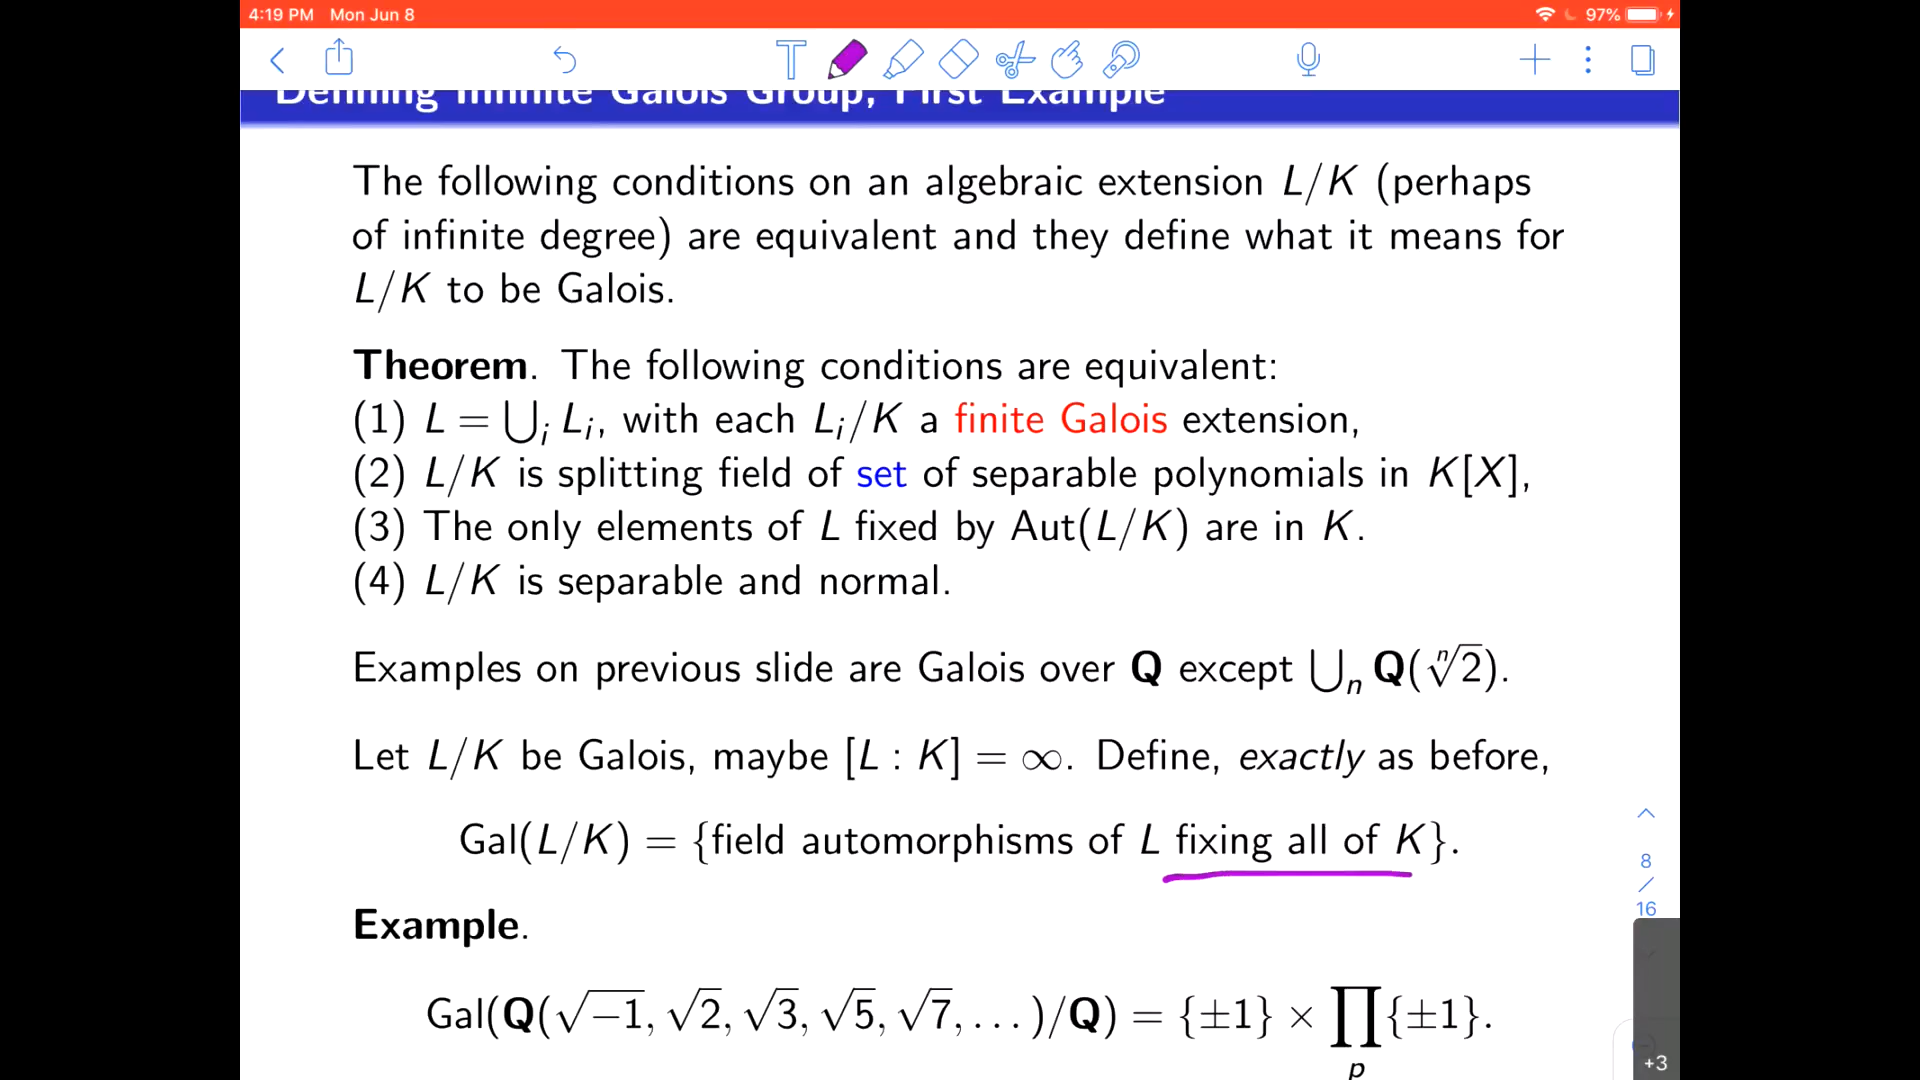 4:19 PM Mon Jun 8 97%
Defining Infinite Galois Group, First Example
The following conditions on an algebraic extension L/K (perhaps
of infinite degree) are equivalent and they define what it means for
L/K to be Galois.
Theorem. The following conditions are equivalent:
(1) L = ⋃ᵢ Lᵢ, with each Lᵢ/K a finite Galois extension,
(2) L/K is splitting field of set of separable polynomials in K[X],
(3) The only elements of L fixed by Aut(L/K) are in K.
(4) L/K is separable and normal.
Examples on previous slide are Galois over Q except ⋃ₙ Q(ⁿ√2).
Let L/K be Galois, maybe [L : K] = ∞. Define, exactly as before,
Gal(L/K) = {field automorphisms of L fixing all of K}.
8
/
16
Example.
Gal(Q(√−1, √2, √3, √5, √7, . . . )/Q) = {±1} × ∏ₚ{±1}.
+3